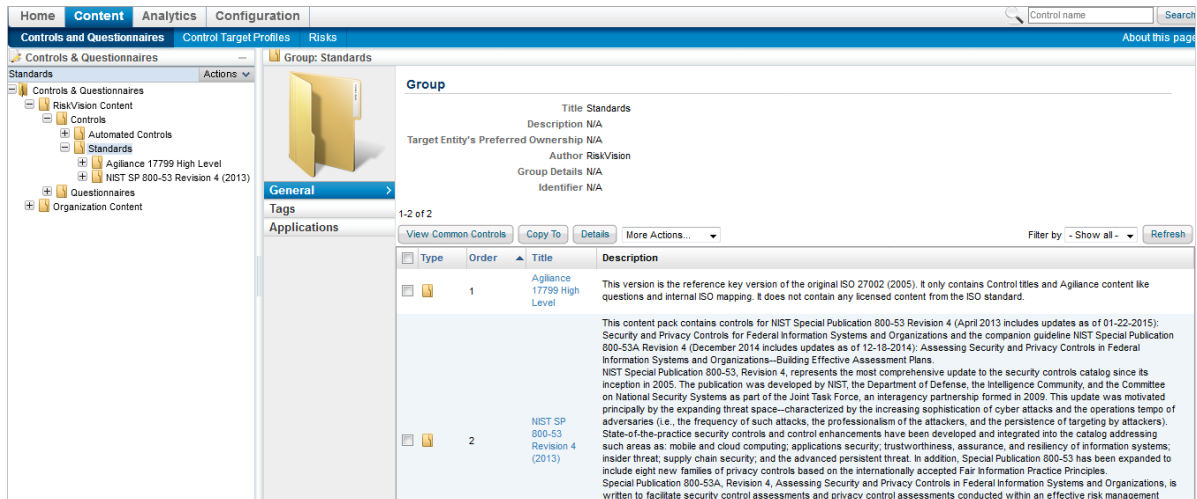 Home Content Analytics Configuration Control name Search
Controls and Questionnaires Control Target Profiles Risks About this page
Controls & Questionnaires
Standards Actions
Controls & Questionnaires
RiskVision Content
Controls
Automated Controls
Standards
Agiliance 17799 High Level
NIST SP 800-53 Revision 4 (2013)
Questionnaires
Organization Content
Group: Standards
General
Tags
Applications
Group
Title Standards
Description N/A
Target Entity's Preferred Ownership N/A
Author RiskVision
Group Details N/A
Identifier N/A
1-2 of 2
View Common Controls Copy To Details More Actions... Filter by - Show all - Refresh
Type Order Title Description
1
Agiliance
17799 High
Level
This version is the reference key version of the original ISO 27002 (2005). It only contains Control titles and Agiliance content like
questions and internal ISO mapping. It does not contain any licensed content from the ISO standard.
2
NIST SP
800-53
Revision 4
(2013)
This content pack contains controls for NIST Special Publication 800-53 Revision 4 (April 2013 includes updates as of 01-22-2015):
Security and Privacy Controls for Federal Information Systems and Organizations and the companion guideline NIST Special Publication
800-53A Revision 4 (December 2014 includes updates as of 12-18-2014): Assessing Security and Privacy Controls in Federal
Information Systems and Organizations--Building Effective Assessment Plans.
NIST Special Publication 800-53, Revision 4, represents the most comprehensive update to the security controls catalog since its
inception in 2005. The publication was developed by NIST, the Department of Defense, the Intelligence Community, and the Committee
on National Security Systems as part of the Joint Task Force, an interagency partnership formed in 2009. This update was motivated
principally by the expanding threat space--characterized by the increasing sophistication of cyber attacks and the operations tempo of
adversaries (i.e., the frequency of such attacks, the professionalism of the attackers, and the persistence of targeting by attackers).
State-of-the-practice security controls and control enhancements have been developed and integrated into the catalog addressing
such areas as: mobile and cloud computing; applications security; trustworthiness, assurance, and resiliency of information systems;
insider threat; supply chain security; and the advanced persistent threat. In addition, Special Publication 800-53 has been expanded to
include eight new families of privacy controls based on the internationally accepted Fair Information Practice Principles.
Special Publication 800-53A, Revision 4, Assessing Security and Privacy Controls in Federal Information Systems and Organizations, is
written to facilitate security control assessments and privacy control assessments conducted within an effective risk management